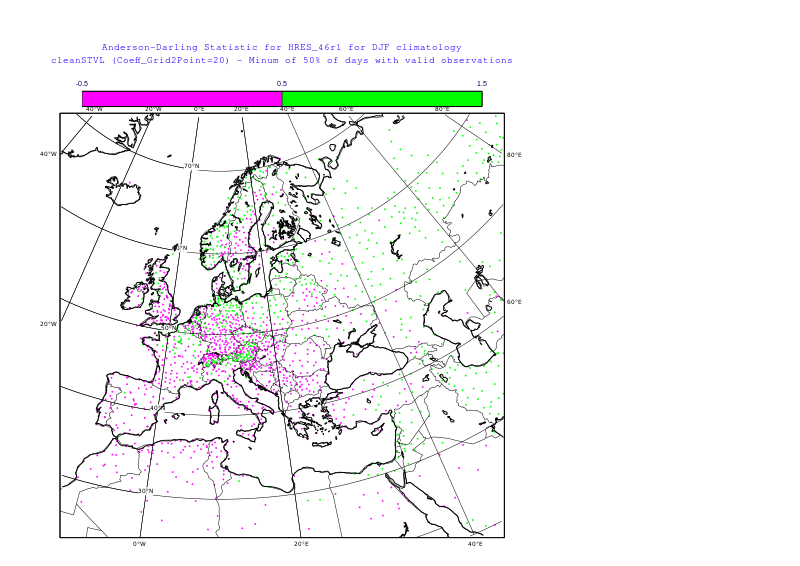 Anderson-Darling Statistic for HRES_46r1 for DJF climatology
cleanSTVL (Coeff_Grid2Point=20) - Minum of 50% of days with valid observations
-0.5 0.5 1.5
40°W 20°W 0°E 20°E 40°E 60°E 80°E
40°W 80°E
70°N
60°E
20°W
50°N
40°N
30°N
0°W 20°E 40°E